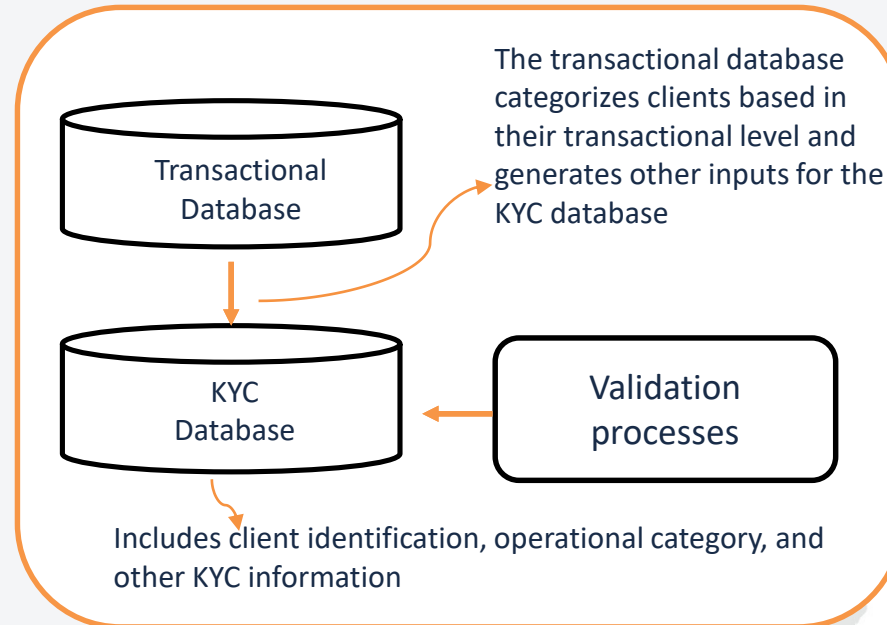 The transactional database
categorizes clients based in
their transactional level and
generates other inputs for the
KYC database
Transactional
Database
KYC
Database
Validation
processes
Includes client identification, operational category, and
other KYC information